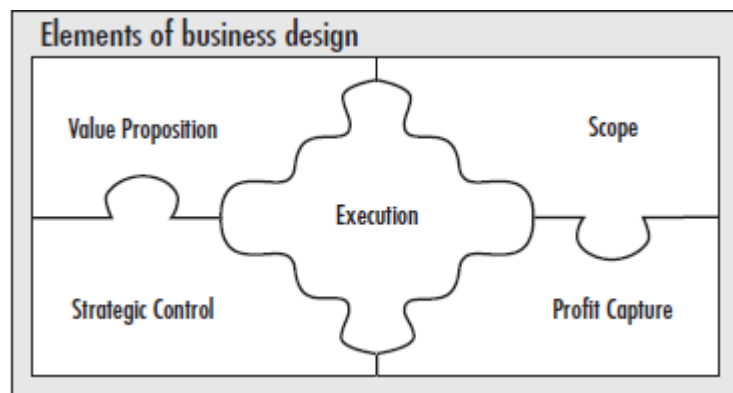 Elements of business design
Value Proposition
Scope
Execution
Strategic Control
Profit Capture